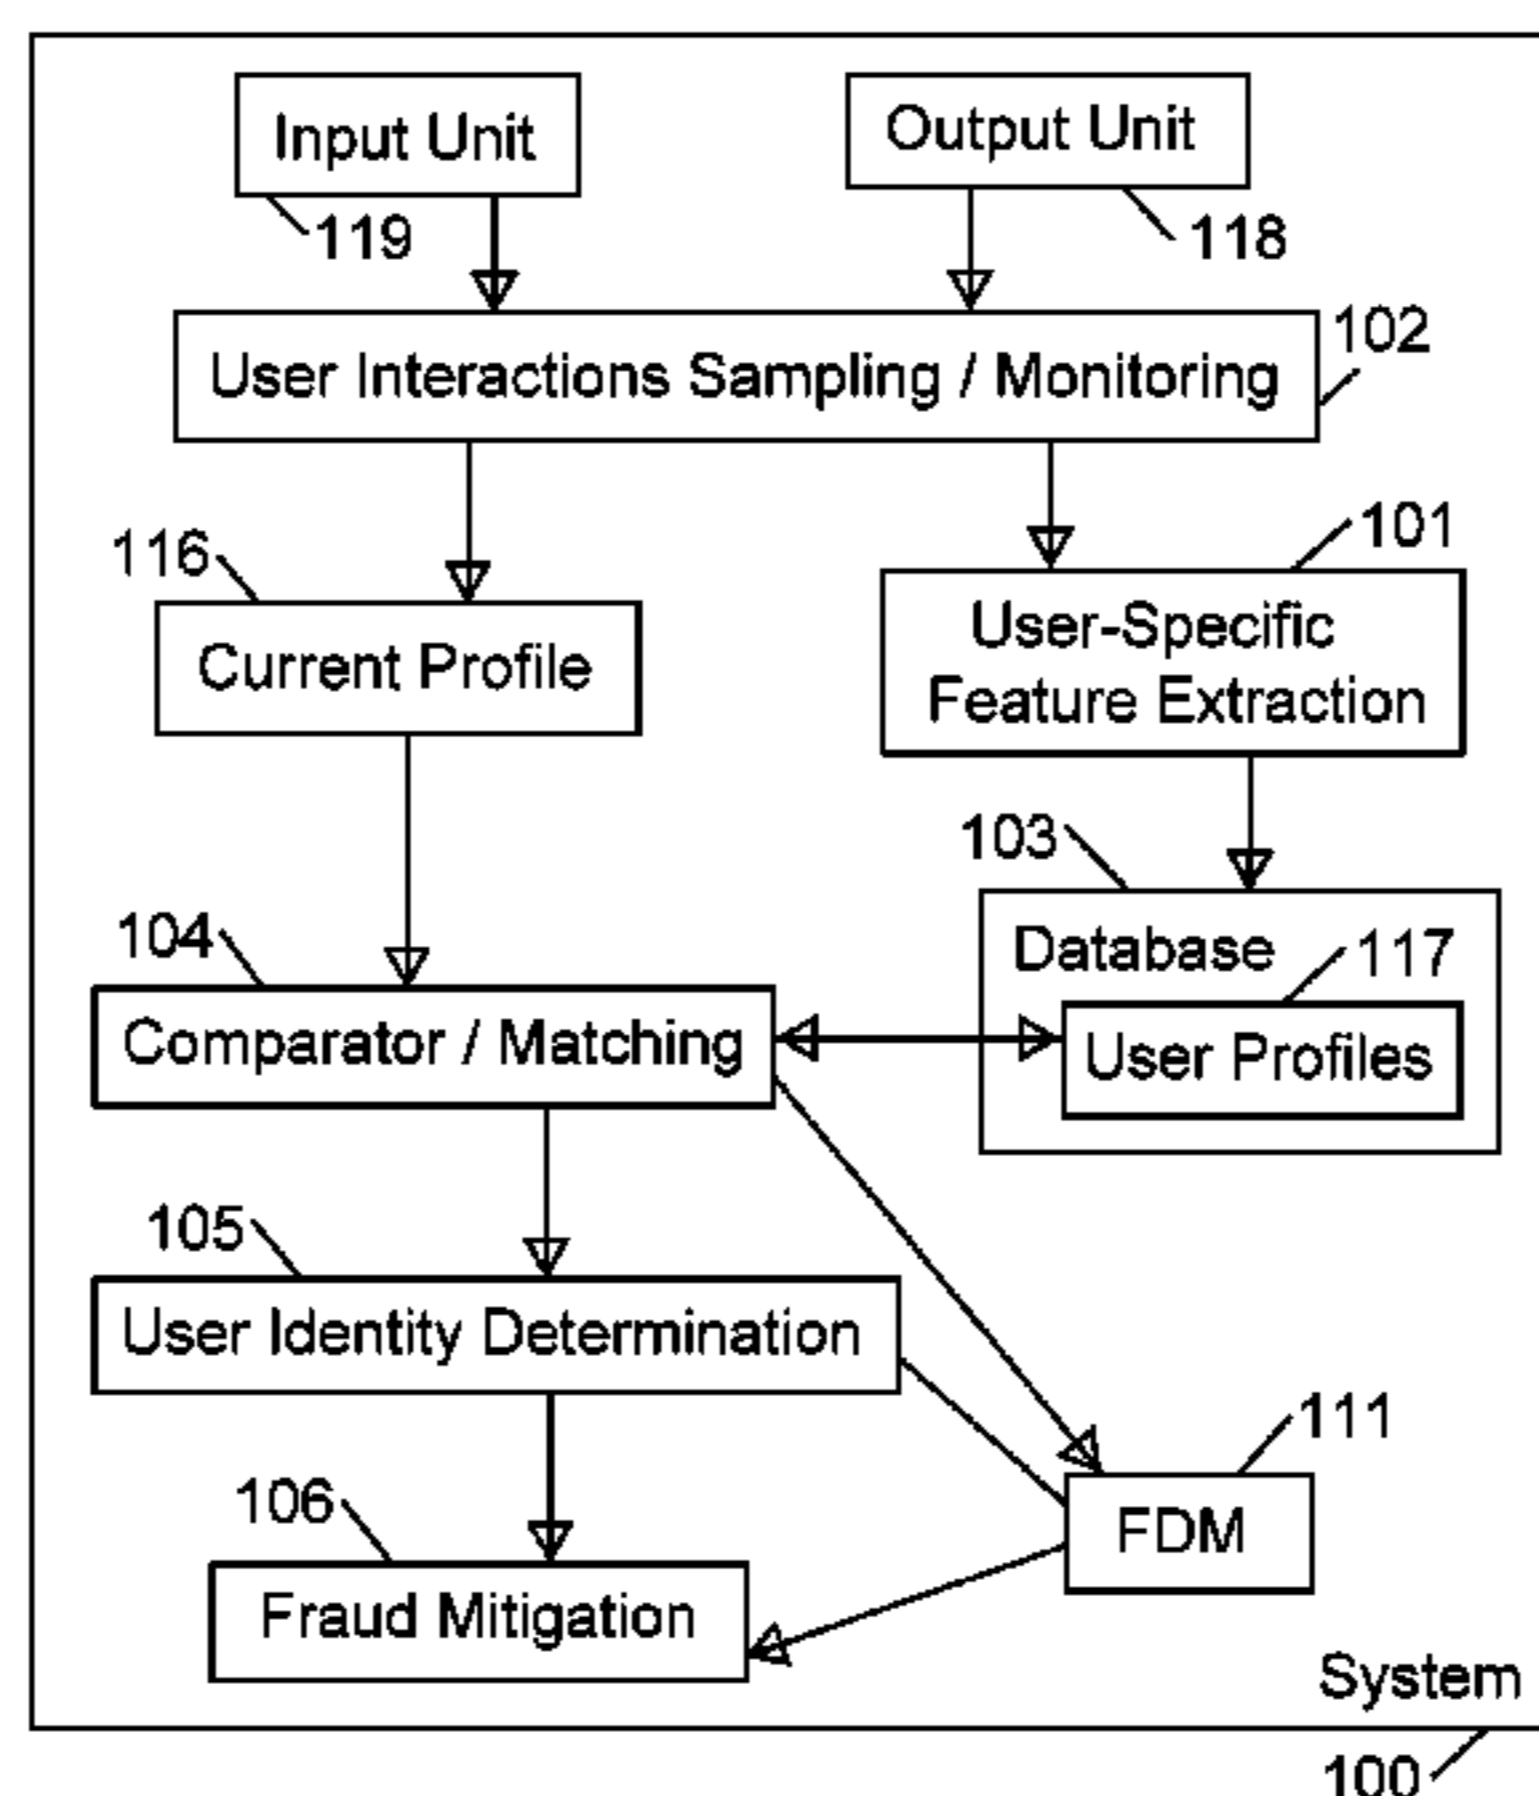 Input Unit
Output Unit
119
118
102
User Interactions Sampling / Monitoring
116
101
Current Profile
User-Specific
Feature Extraction
103
104
Database
117
Comparator / Matching
User Profiles
105
User Identity Determination
111
106
FDM
Fraud Mitigation
System
100